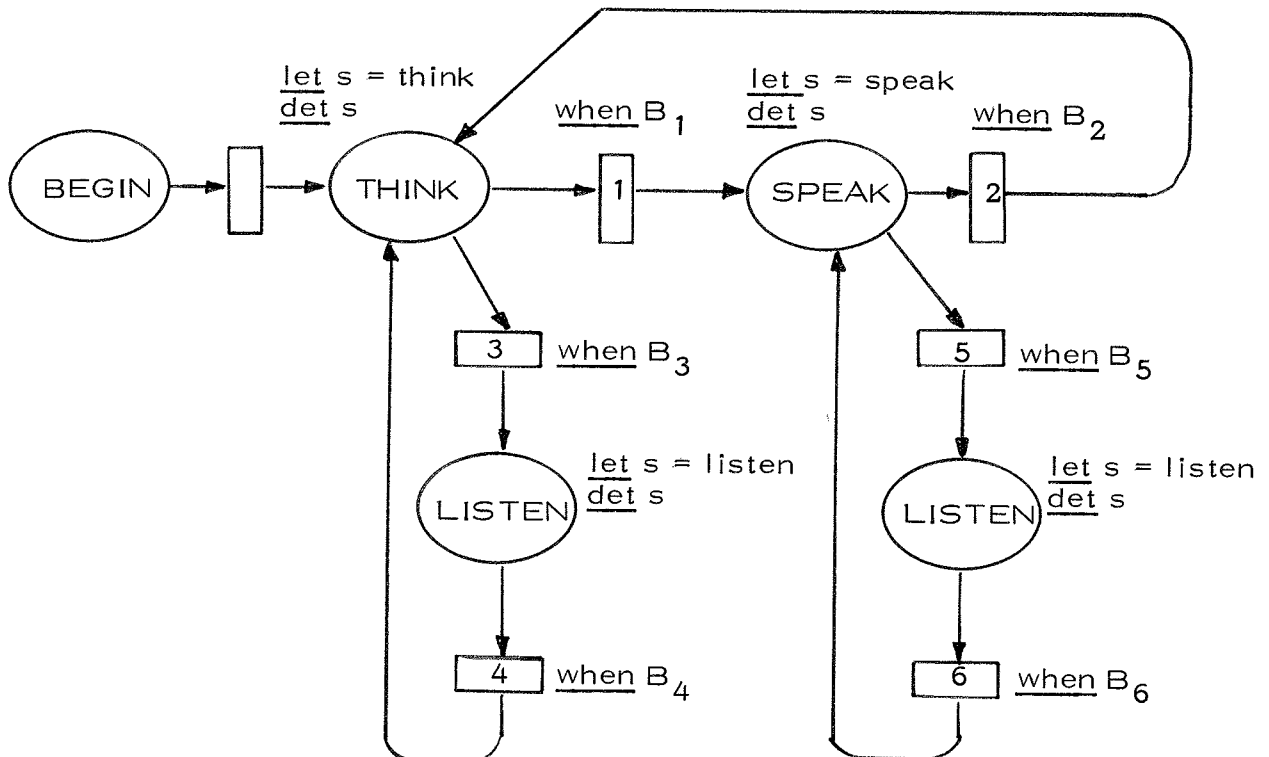 let s = think
det s
when B1
let s = speak
det s
when B2
BEGIN
THINK
1
SPEAK
2
3
when B3
5
when B5
LISTEN
let s = listen
det s
LISTEN
let s = listen
det s
4
when B4
6
when B6